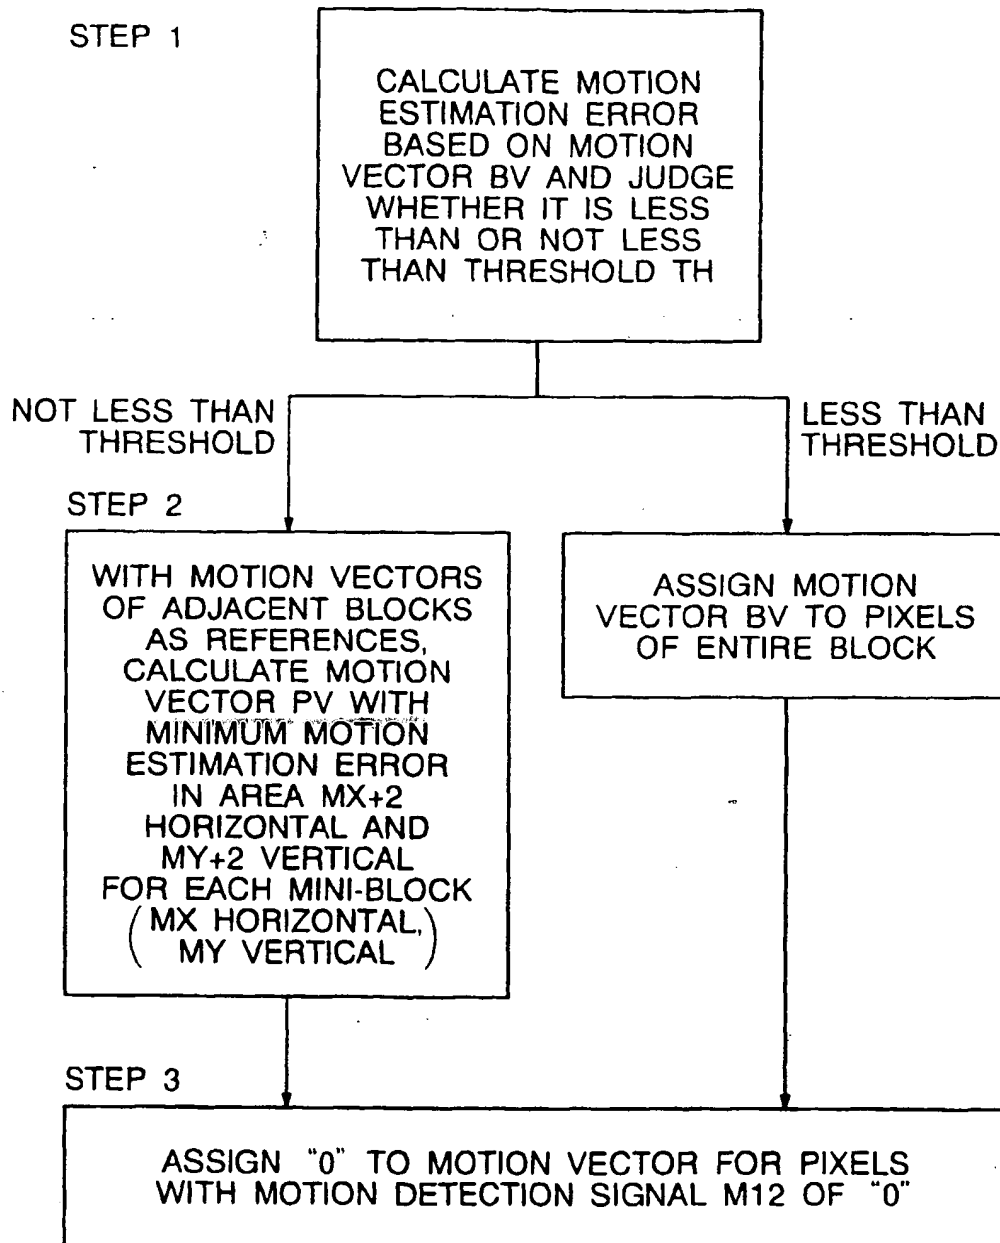 STEP 1
CALCULATE MOTION
ESTIMATION ERROR
BASED ON MOTION
VECTOR BV AND JUDGE
WHETHER IT IS LESS
THAN OR NOT LESS
THAN THRESHOLD TH
NOT LESS THAN
THRESHOLD
LESS THAN
THRESHOLD
STEP 2
WITH MOTION VECTORS
OF ADJACENT BLOCKS
AS REFERENCES,
CALCULATE MOTION
VECTOR PV WITH
MINIMUM MOTION
ESTIMATION ERROR
IN AREA MX+2
HORIZONTAL AND
MY+2 VERTICAL
FOR EACH MINI-BLOCK
(MX HORIZONTAL,
MY VERTICAL)
ASSIGN MOTION
VECTOR BV TO PIXELS
OF ENTIRE BLOCK
STEP 3
ASSIGN "0" TO MOTION VECTOR FOR PIXELS
WITH MOTION DETECTION SIGNAL M12 OF "0"